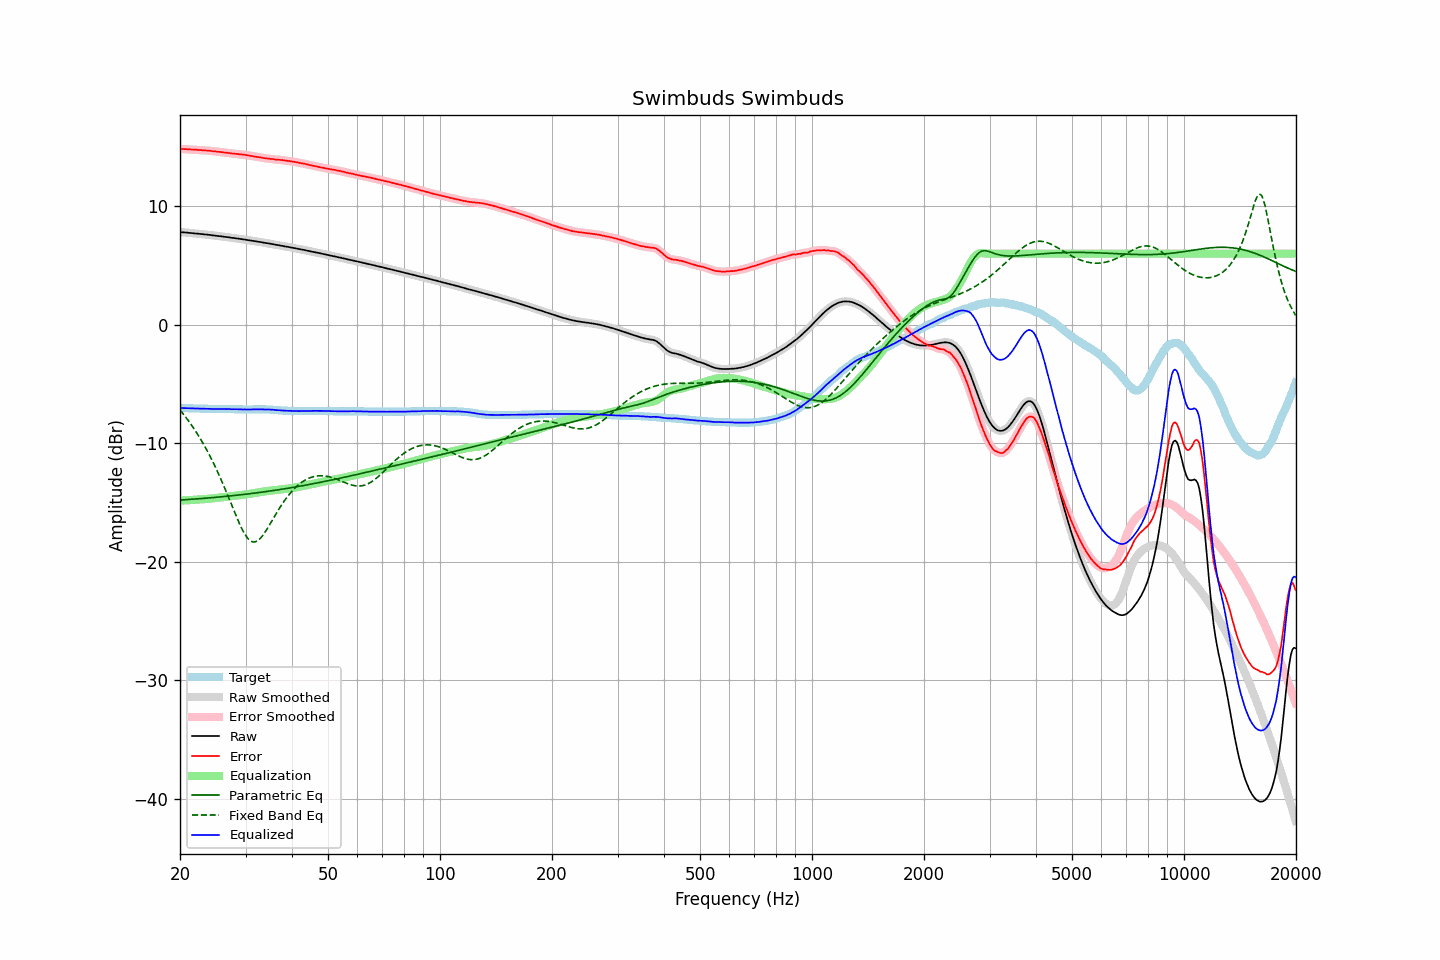 Swimbuds Swimbuds
Amplitude (dBr)
10
0
−10
−20
−30
−40
Target
Raw Smoothed
Error Smoothed
Raw
Error
Equalization
Parametric Eq
Fixed Band Eq
Equalized
20 50 100 200 500 1000 2000 5000 10000 20000
Frequency (Hz)